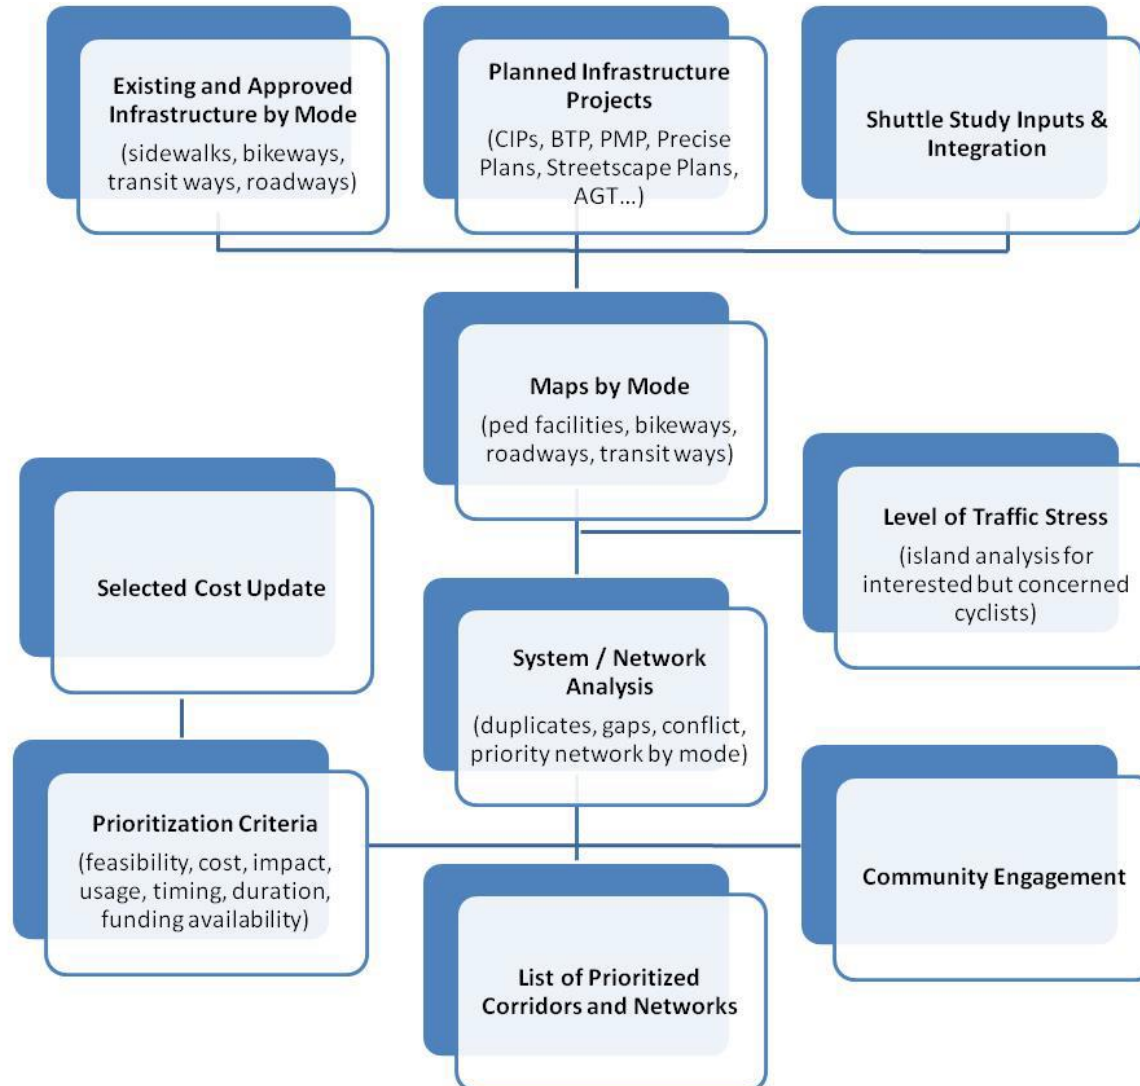 Existing and Approved
Infrastructure by Mode
(sidewalks, bikeways,
transit ways, roadways)
Planned Infrastructure
Projects
(CIPs, BTP, PMP, Precise
Plans, Streetscape Plans,
AGT...)
Shuttle Study Inputs &
Integration
Maps by Mode
(ped facilities, bikeways,
roadways, transit ways)
Level of Traffic Stress
(island analysis for
interested but concerned
cyclists)
Selected Cost Update
System / Network
Analysis
(duplicates, gaps, conflict,
priority network by mode)
Prioritization Criteria
(feasibility, cost, impact,
usage, timing, duration,
funding availability)
Community Engagement
List of Prioritized
Corridors and Networks